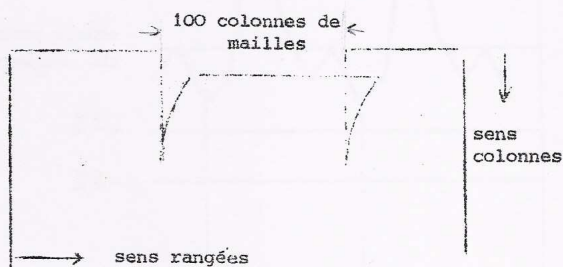 100 colonnes de
mailles
sens
colonnes
sens rangées